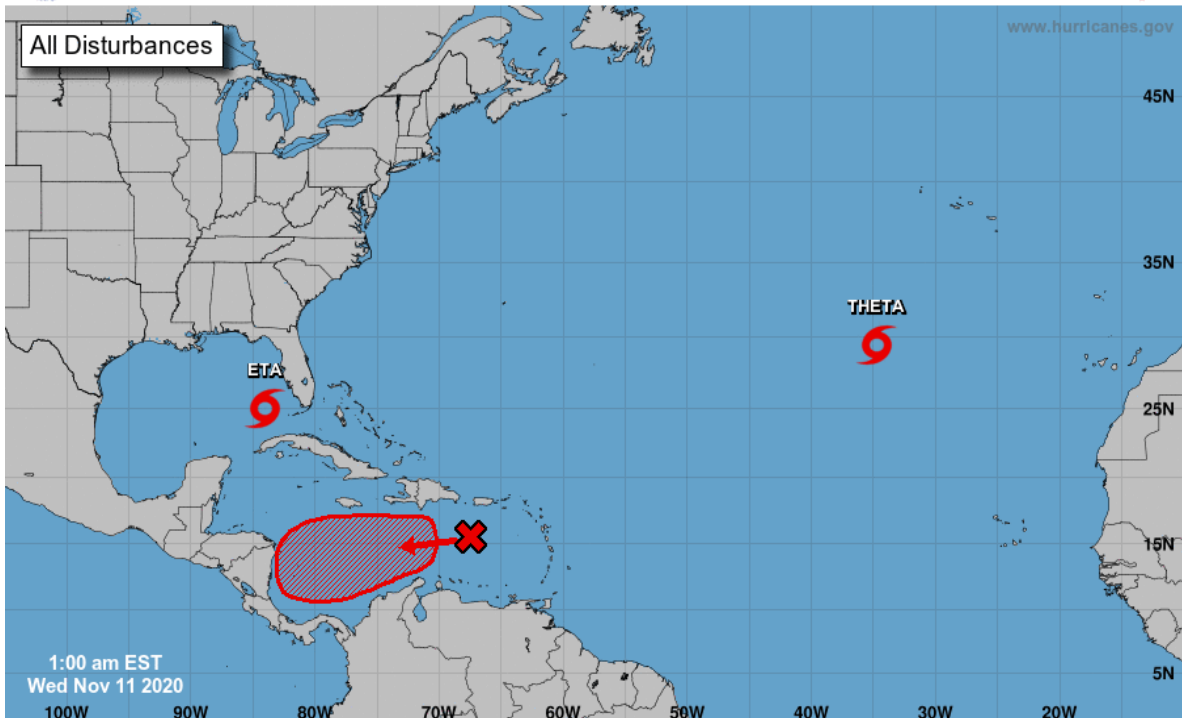 All Disturbances
www.hurricanes.gov
45N
35N
THETA
ETA
25N
15N
1:00 am EST
Wed Nov 11 2020
5N
100W 90W 80W 70W 60W 50W 40W 30W 20W